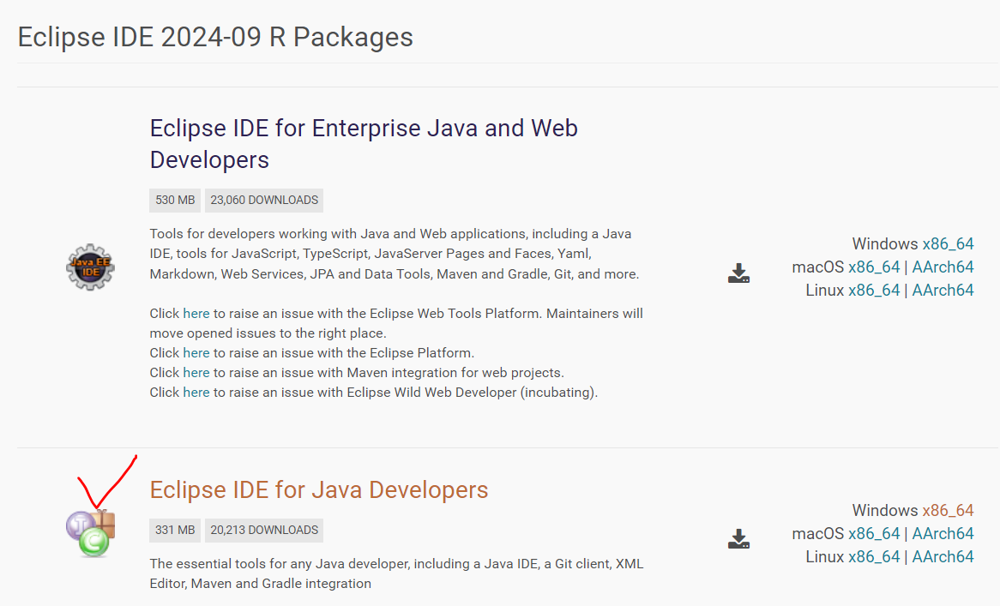 Eclipse IDE 2024-09 R Packages
Eclipse IDE for Enterprise Java and Web
Developers
530 MB 23,060 DOWNLOADS
Tools for developers working with Java and Web applications, including a Java
IDE, tools for JavaScript, TypeScript, JavaServer Pages and Faces, Yaml,
Markdown, Web Services, JPA and Data Tools, Maven and Gradle, Git, and more.
Java EE
IDE
Windows x86_64
macOS x86_64 | AArch64
Linux x86_64 | AArch64
Click here to raise an issue with the Eclipse Web Tools Platform. Maintainers will
move opened issues to the right place.
Click here to raise an issue with the Eclipse Platform.
Click here to raise an issue with Maven integration for web projects.
Click here to raise an issue with Eclipse Wild Web Developer (incubating).
Eclipse IDE for Java Developers
J
C
331 MB 20,213 DOWNLOADS
The essential tools for any Java developer, including a Java IDE, a Git client, XML
Editor, Maven and Gradle integration
Windows x86_64
macOS x86_64 | AArch64
Linux x86_64 | AArch64